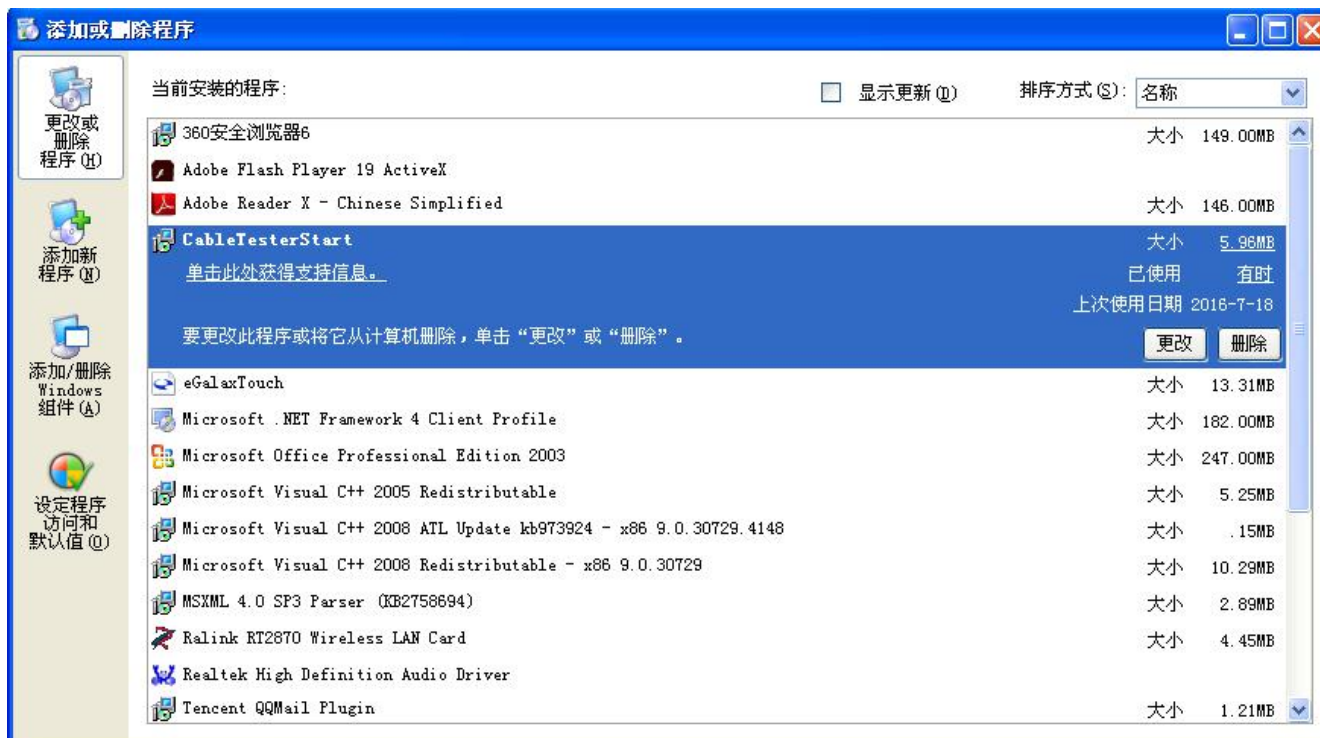 添加或删除程序
更改或
删除
程序(H)
添加新
程序(N)
添加/删除
Windows
组件(A)
设定程序
访问和
默认值(O)
当前安装的程序:
显示更新(D)
排序方式(S): 名称
360安全浏览器6 大小 149.00MB
Adobe Flash Player 19 ActiveX
Adobe Reader X - Chinese Simplified 大小 146.00MB
CableTesterStart 大小 5.96MB
单击此处获得支持信息。 已使用 有时
上次使用日期 2016-7-18
要更改此程序或将它从计算机删除，单击“更改”或“删除”。 更改 删除
eGalaxTouch 大小 13.31MB
Microsoft .NET Framework 4 Client Profile 大小 182.00MB
Microsoft Office Professional Edition 2003 大小 247.00MB
Microsoft Visual C++ 2005 Redistributable 大小 5.25MB
Microsoft Visual C++ 2008 ATL Update kb973924 - x86 9.0.30729.4148 大小 .15MB
Microsoft Visual C++ 2008 Redistributable - x86 9.0.30729 大小 10.29MB
MSXML 4.0 SP3 Parser (KB2758694) 大小 2.89MB
Ralink RT2870 Wireless LAN Card 大小 4.45MB
Realtek High Definition Audio Driver
Tencent QQMail Plugin 大小 1.21MB